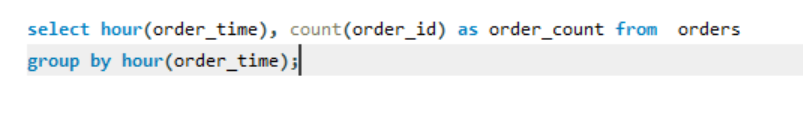 select hour(order_time), count(order_id) as order_count from  orders
group by hour(order_time);